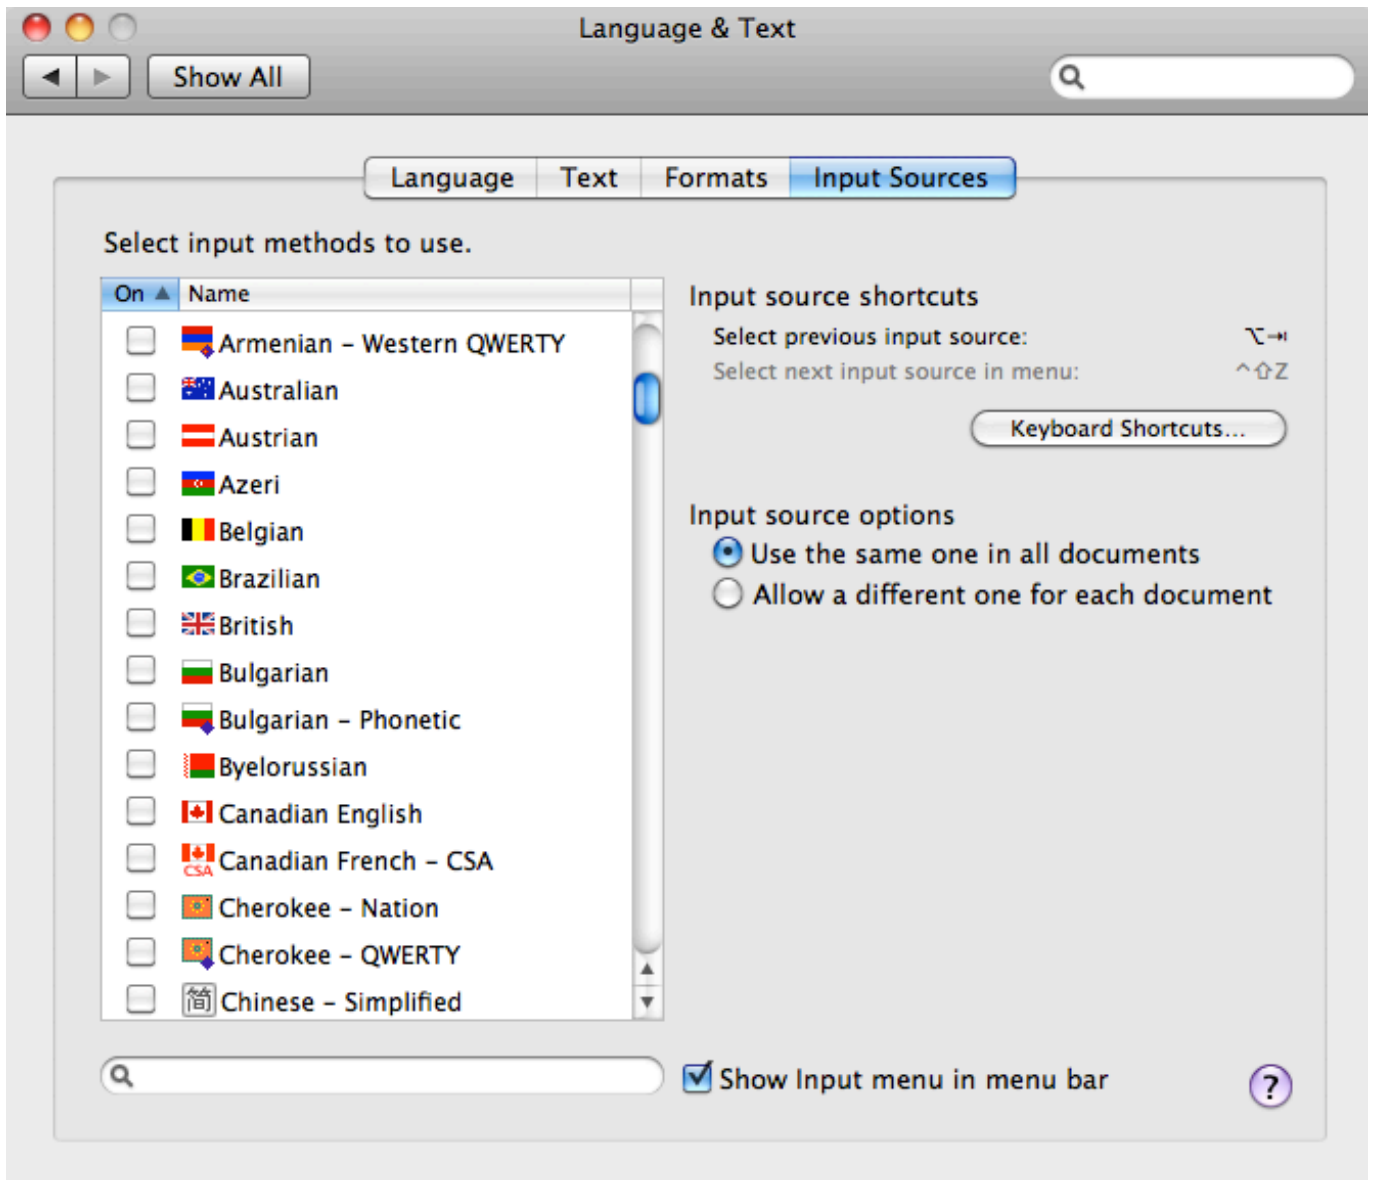 Language & Text
Show All
Language Text Formats Input Sources
Select input methods to use.
On Name
Armenian – Western QWERTY
Australian
Austrian
Azeri
Belgian
Brazilian
British
Bulgarian
Bulgarian – Phonetic
Byelorussian
Canadian English
CSA Canadian French – CSA
Cherokee – Nation
Cherokee – QWERTY
简 Chinese – Simplified
Input source shortcuts
Select previous input source: ⌥⇥
Select next input source in menu: ^⇧Z
Keyboard Shortcuts...
Input source options
Use the same one in all documents
Allow a different one for each document
Show Input menu in menu bar
?